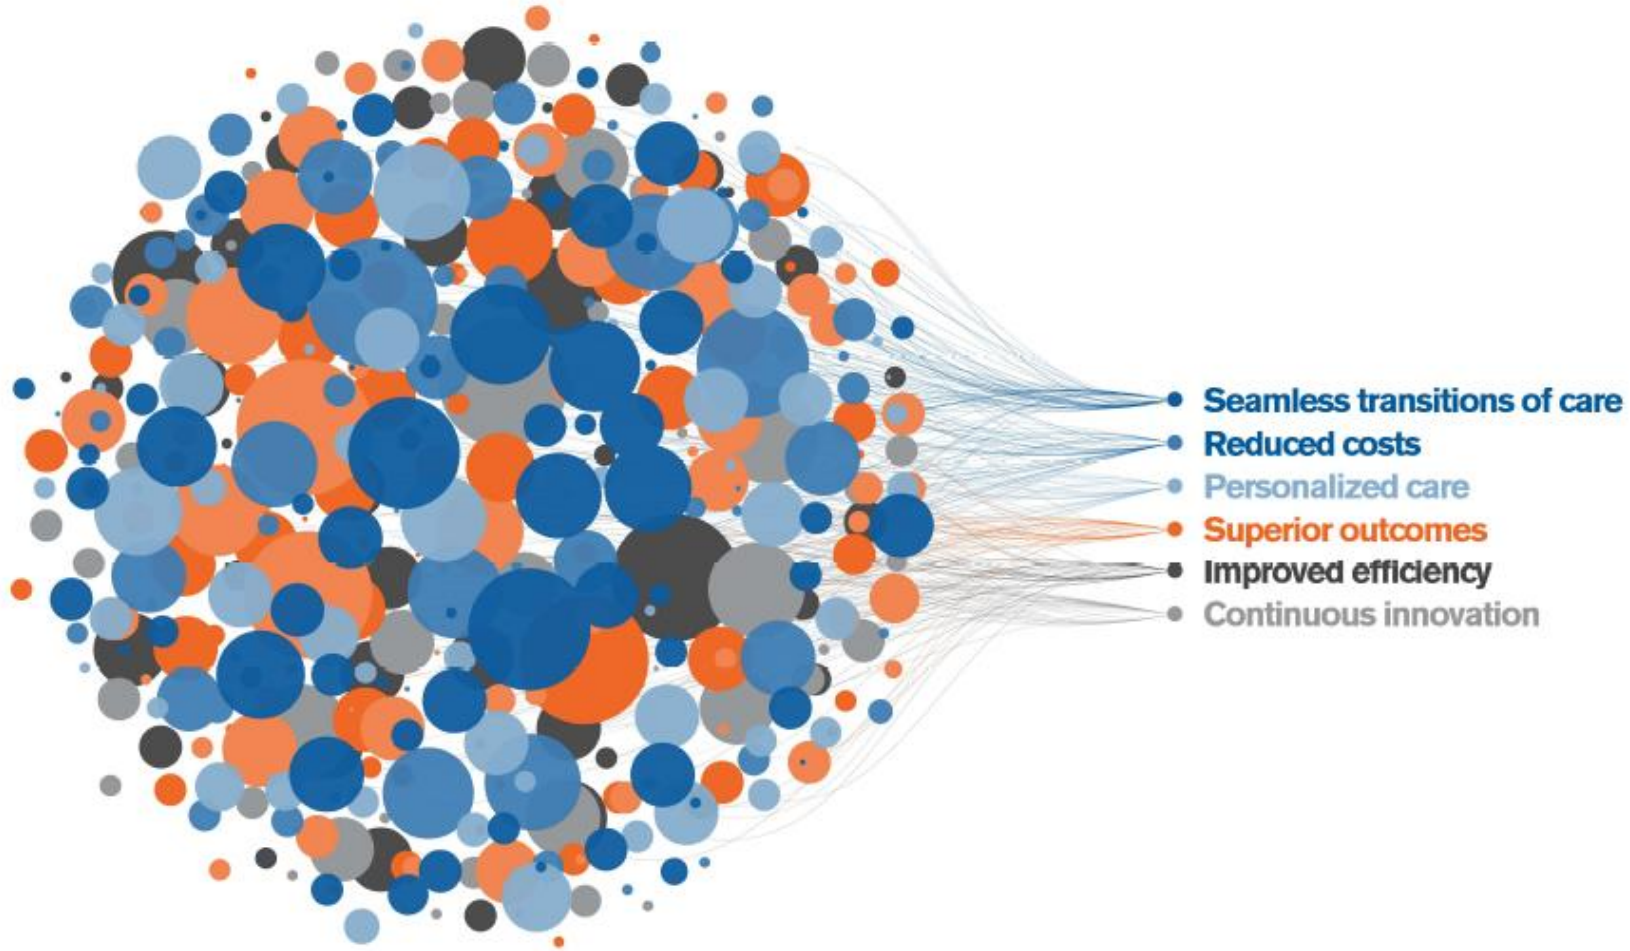 Seamless transitions of care
Reduced costs
Personalized care
Superior outcomes
Improved efficiency
Continuous innovation